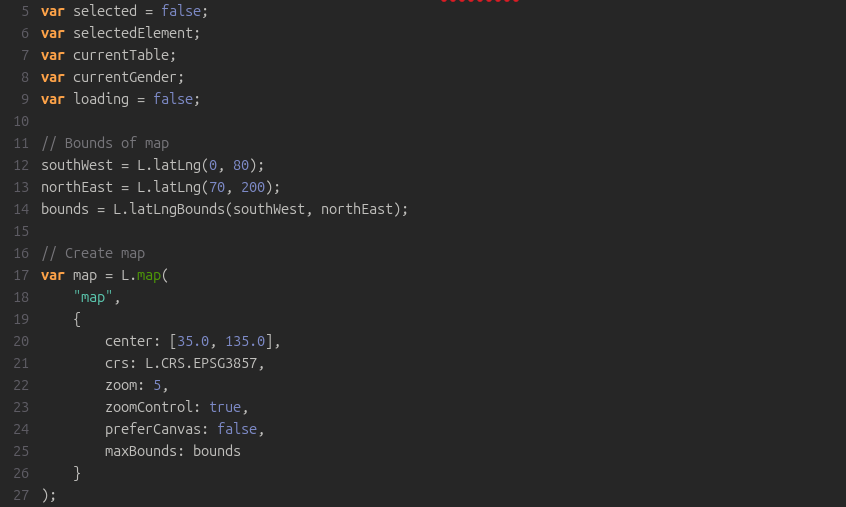 5 var selected = false;
6 var selectedElement;
7 var currentTable;
8 var currentGender;
9 var loading = false;
10
11 // Bounds of map
12 southWest = L.latLng(0, 80);
13 northEast = L.latLng(70, 200);
14 bounds = L.latLngBounds(southWest, northEast);
15
16 // Create map
17 var map = L.map(
18     "map",
19     {
20         center: [35.0, 135.0],
21         crs: L.CRS.EPSG3857,
22         zoom: 5,
23         zoomControl: true,
24         preferCanvas: false,
25         maxBounds: bounds
26     }
27 );